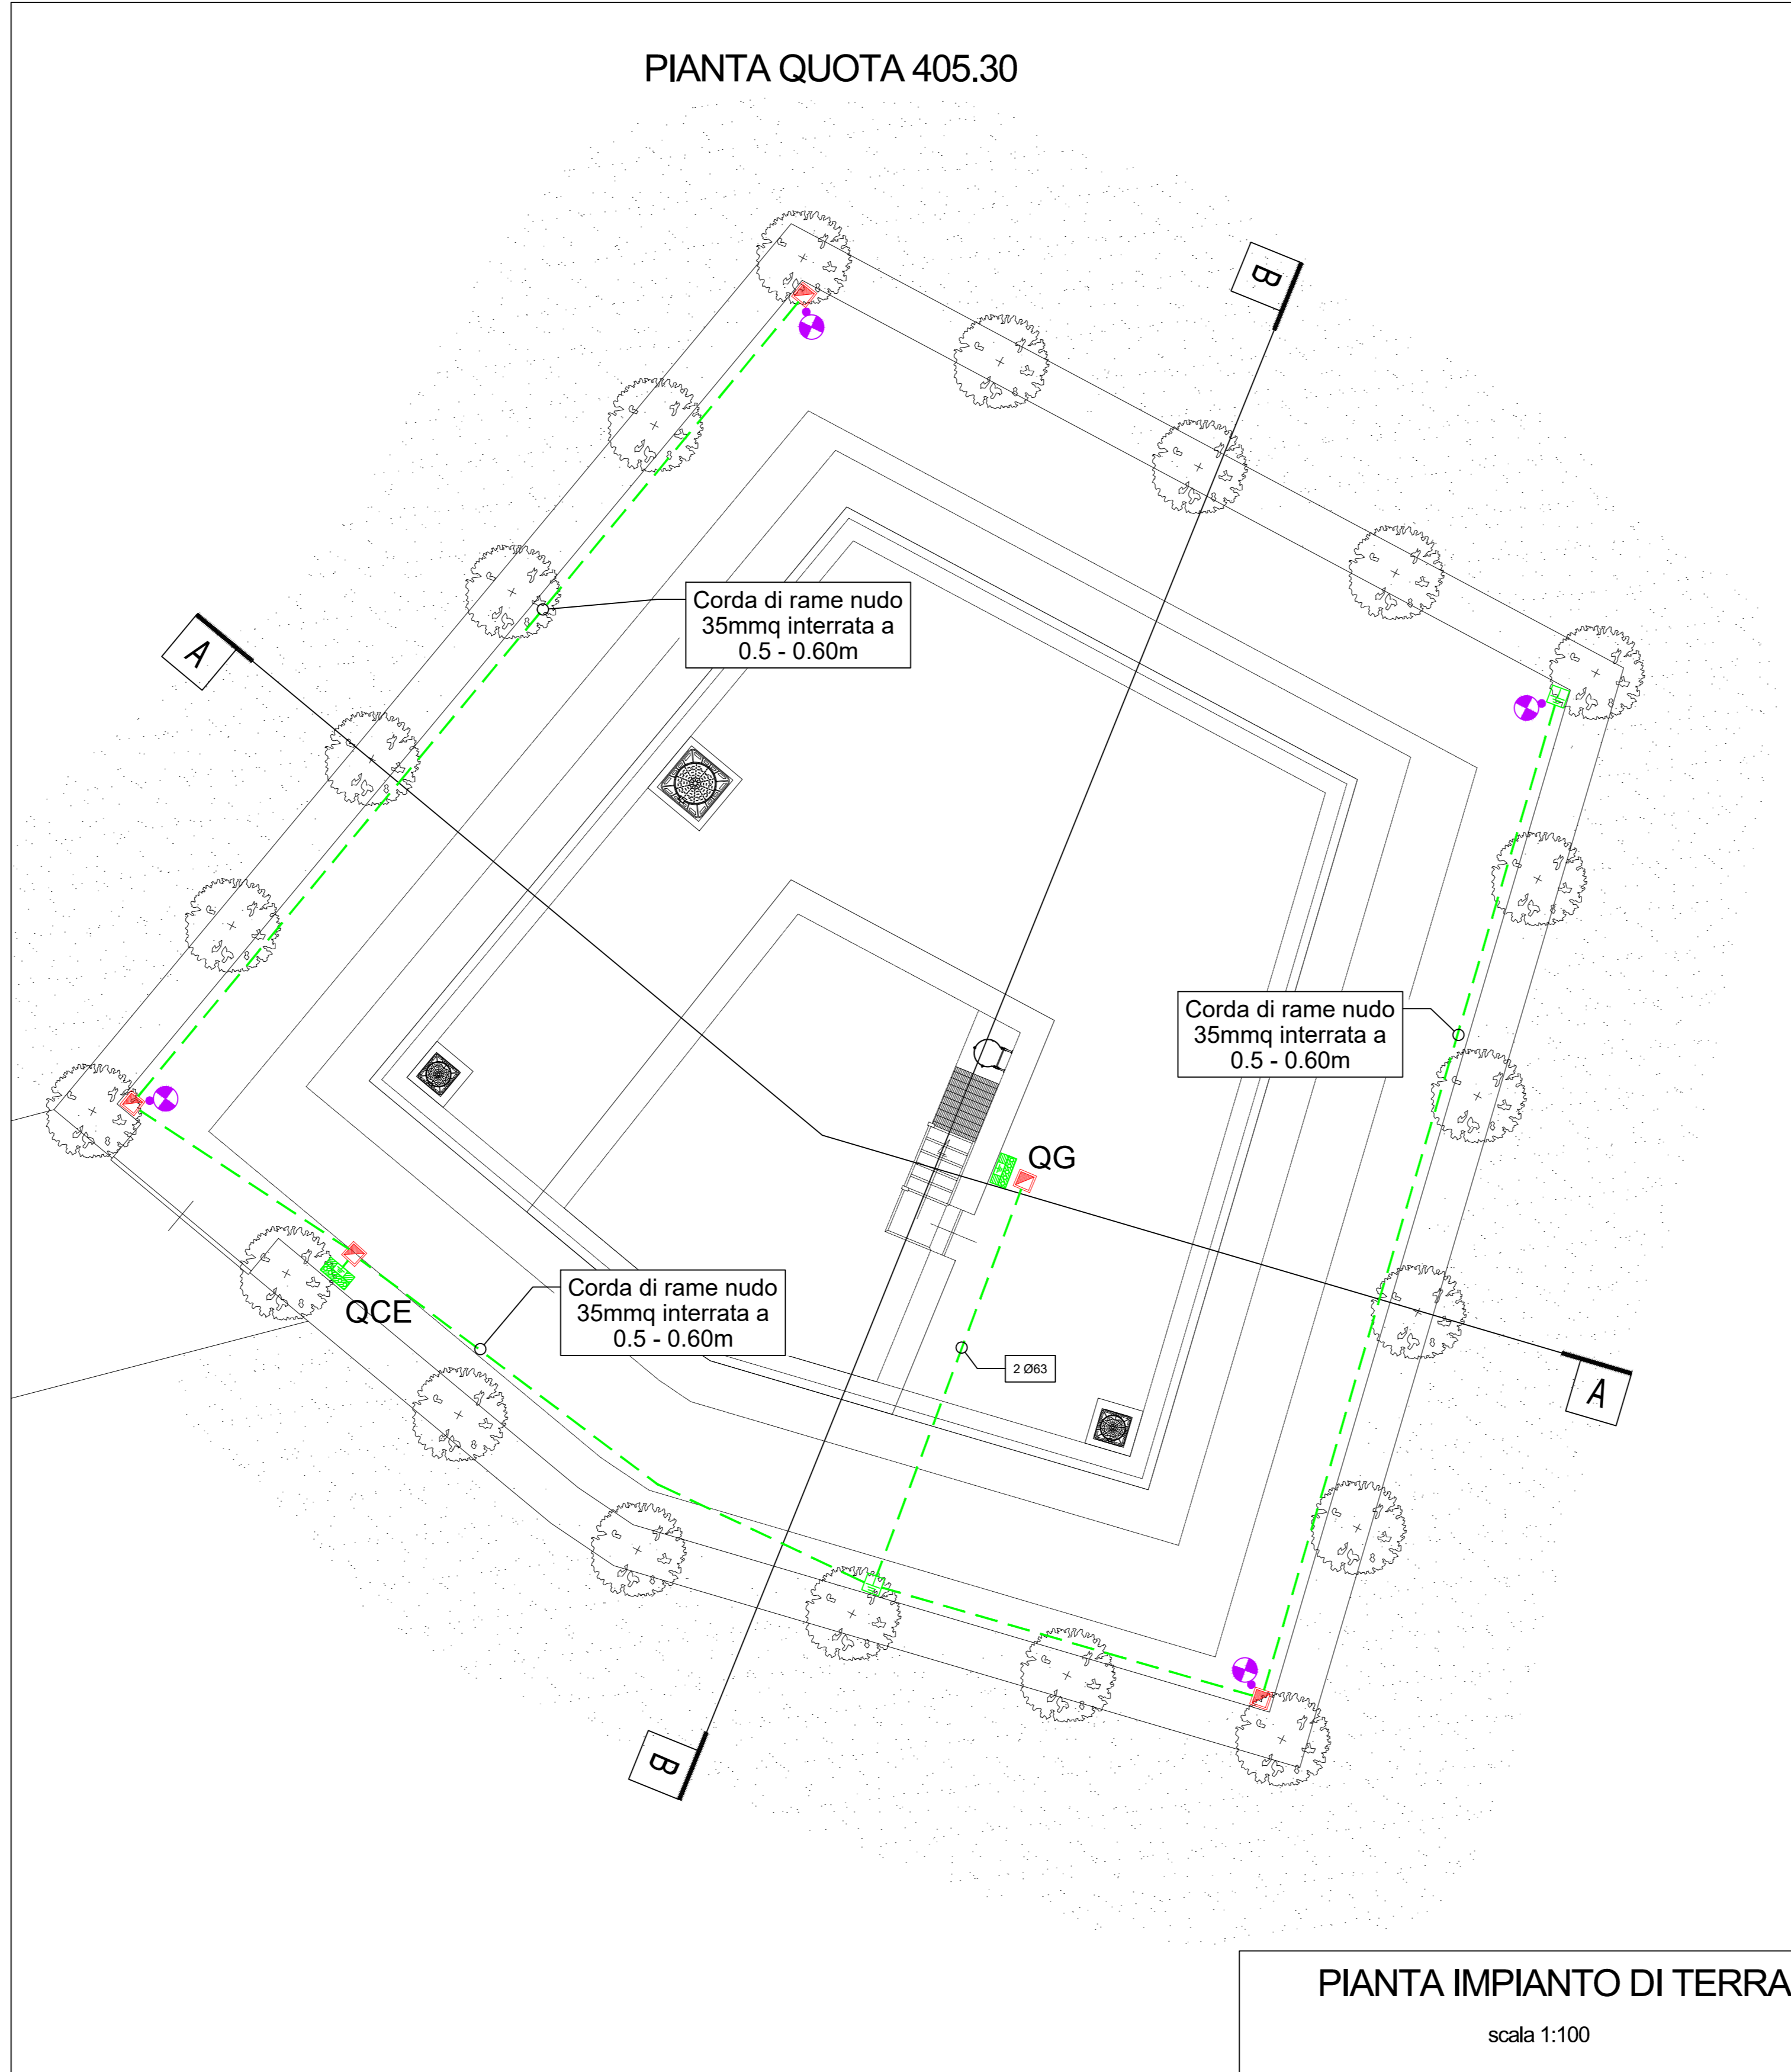 PIANTA QUOTA 405.30
B
Corda di rame nudo
35mmq interrata a
0.5 - 0.60m
A
Corda di rame nudo
35mmq interrata a
0.5 - 0.60m
QG
Corda di rame nudo
35mmq interrata a
0.5 - 0.60m
QCE
2 Ø63
A
B
PIANTA IMPIANTO DI TERRA
scala 1:100